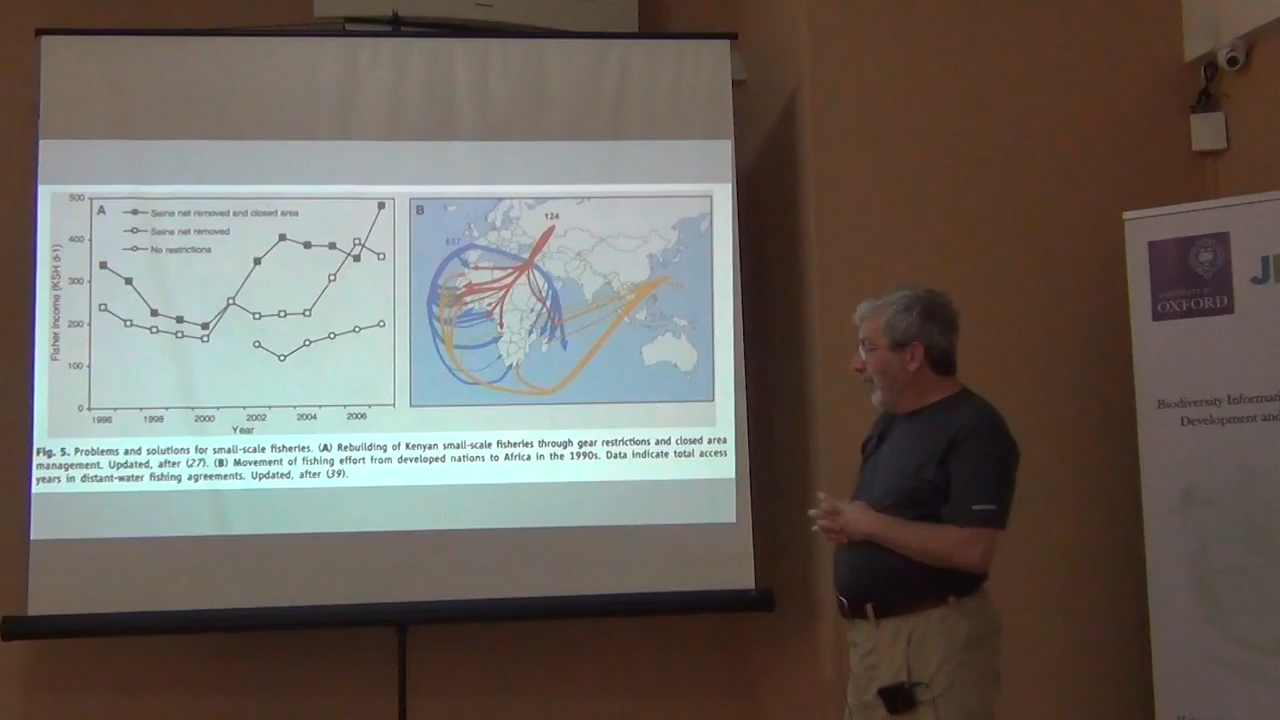 A
Seine net removed and closed area
Seine net removed
No restrictions
Fisher Income (KSH d-1)
500
400
300
200
100
0
1996 1998 2000 2002 2004 2006
Year
B
124
637
Fig. 5. Problems and solutions for small-scale fisheries. (A) Rebuilding of Kenyan small-scale fisheries through gear restrictions and closed area
management. Updated, after (27). (B) Movement of fishing effort from developed nations to Africa in the 1990s. Data indicate total access
years in distant-water fishing agreements. Updated, after (39).
UNIVERSITY OF
OXFORD
Biodiversity
Development and